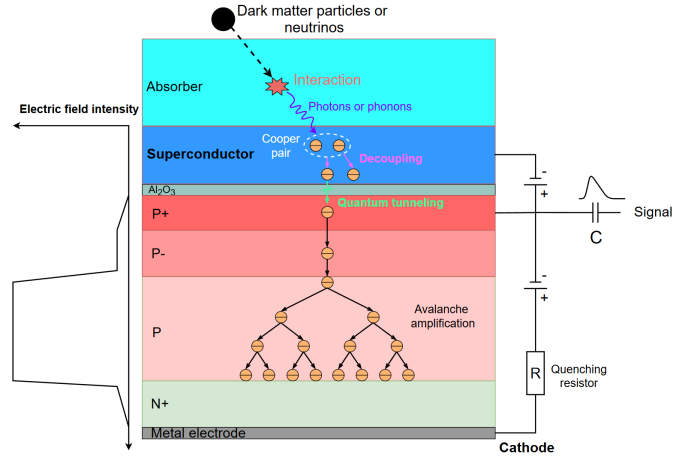 Dark matter particles or
neutrinos
Absorber
Interaction
Electric field intensity
Photons or phonons
Cooper
pair
Superconductor
Decoupling
Al2O3
Quantum tunneling
P+
P-
P
Avalanche
amplification
N+
Metal electrode
-
+
Signal
C
-
+
R
Quenching
resistor
Cathode